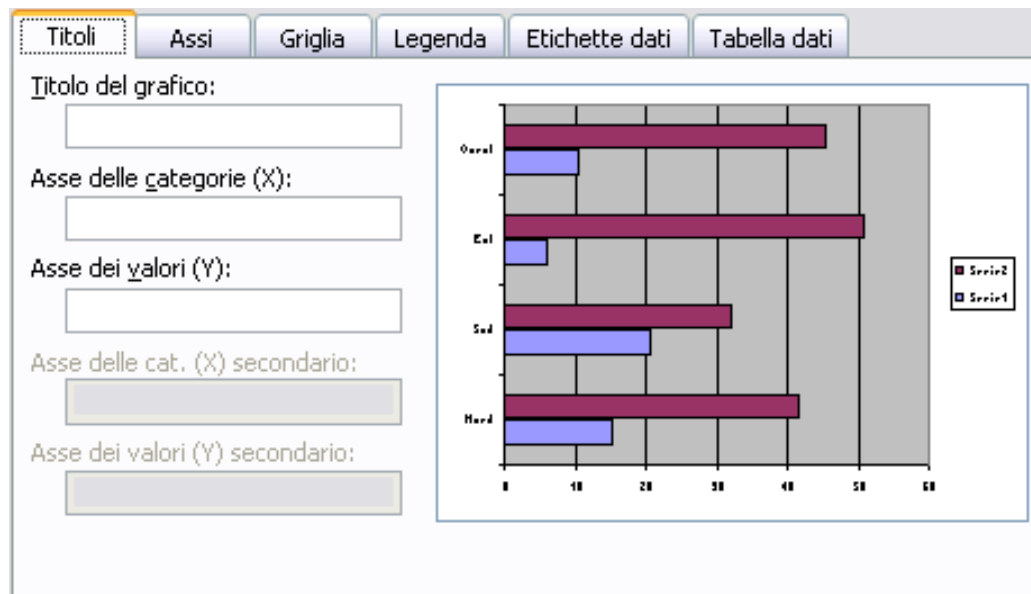 Titoli Assi Griglia Legenda Etichette dati Tabella dati
Titolo del grafico:
Asse delle categorie (X):
Asse dei valori (Y):
Asse delle cat. (X) secondario:
Asse dei valori (Y) secondario:
Ovest
Est
Sud
Nord
0 10 20 30 40 50 60
Serie2
Serie1